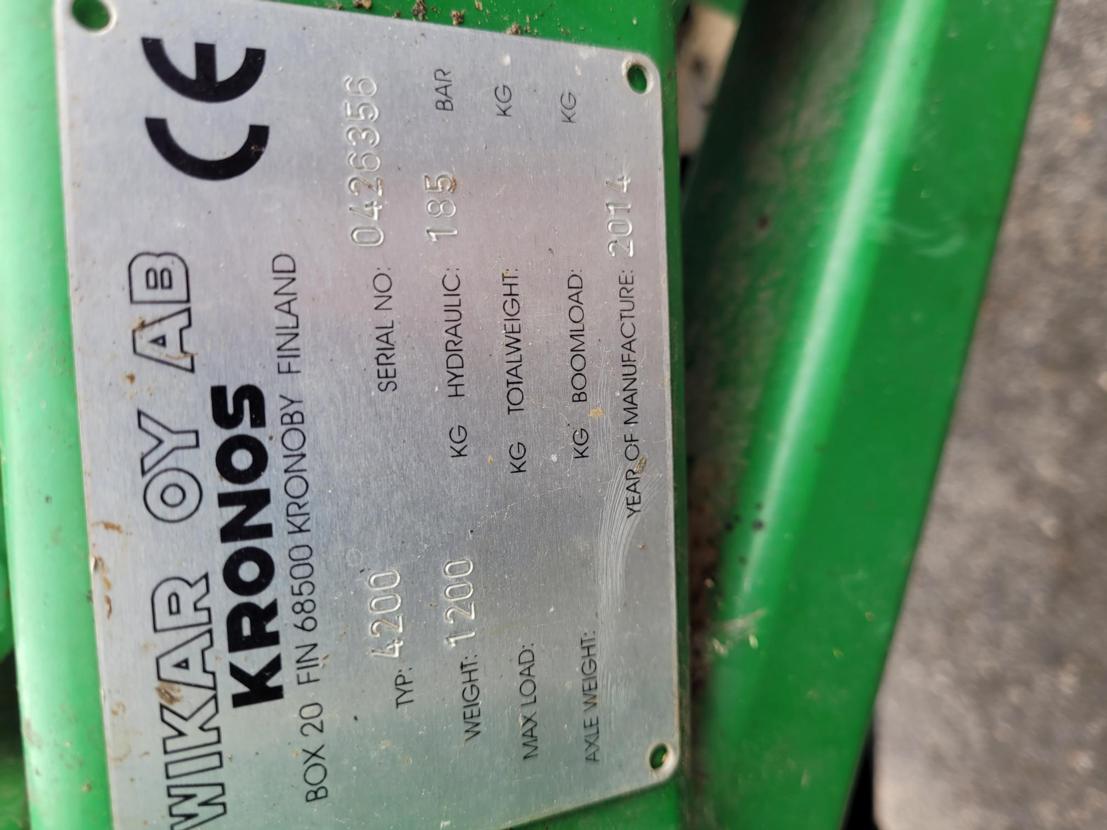 WIKAR OY AB CE
KRONOS
BOX 20 FIN 68500 KRONOBY FINLAND
TYP: 4200 SERIAL NO: 0426356
WEIGHT: 1200 KG HYDRAULIC: 185 BAR
MAX LOAD: KG TOTALWEIGHT: KG
AXLE WEIGHT: KG BOOMLOAD: KG
YEAR OF MANUFACTURE: 2014